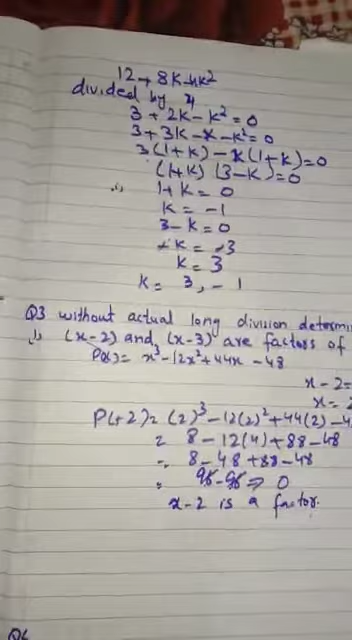 12+8K-4K²
divided by 4
3+2K-K²=0
3+3K-K-K²=0
3(1+K)-K(1+K)=0
(1+K) (3-K)=0
∴ 1+K=0
K=-1
3-K=0
-K=-3
K=3
K= 3, -1
Q3 without actual long division determin
i, (x-2) and (x-3) are factors of
P(x)= x³-12x²+44x-48
x-2=
x=2
P(+2)= (2)³-12(2)²+44(2)-4
= 8-12(4)+88-48
= 8-48+88-48
= 96-96 ⇒ 0
x-2 is a factor.